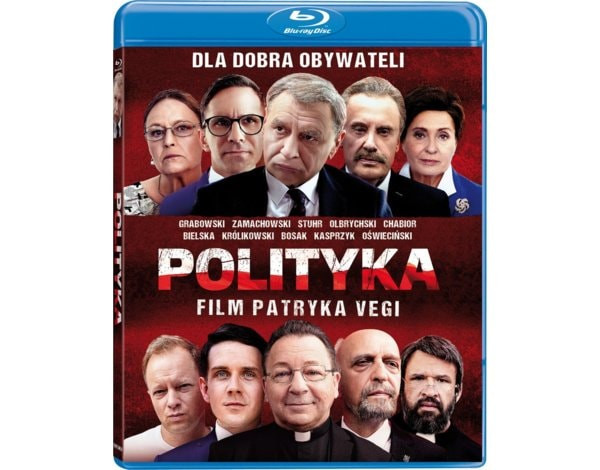 Blu-ray Disc
DLA DOBRA OBYWATELI
GRABOWSKI ZAMACHOWSKI STUHR OLBRYCHSKI CHABIOR
BIELSKA KRÓLIKOWSKI BOSAK KASPRZYK OŚWIECIŃSKI
POLITYKA
FILM PATRYKA VEGI
POLITYKA